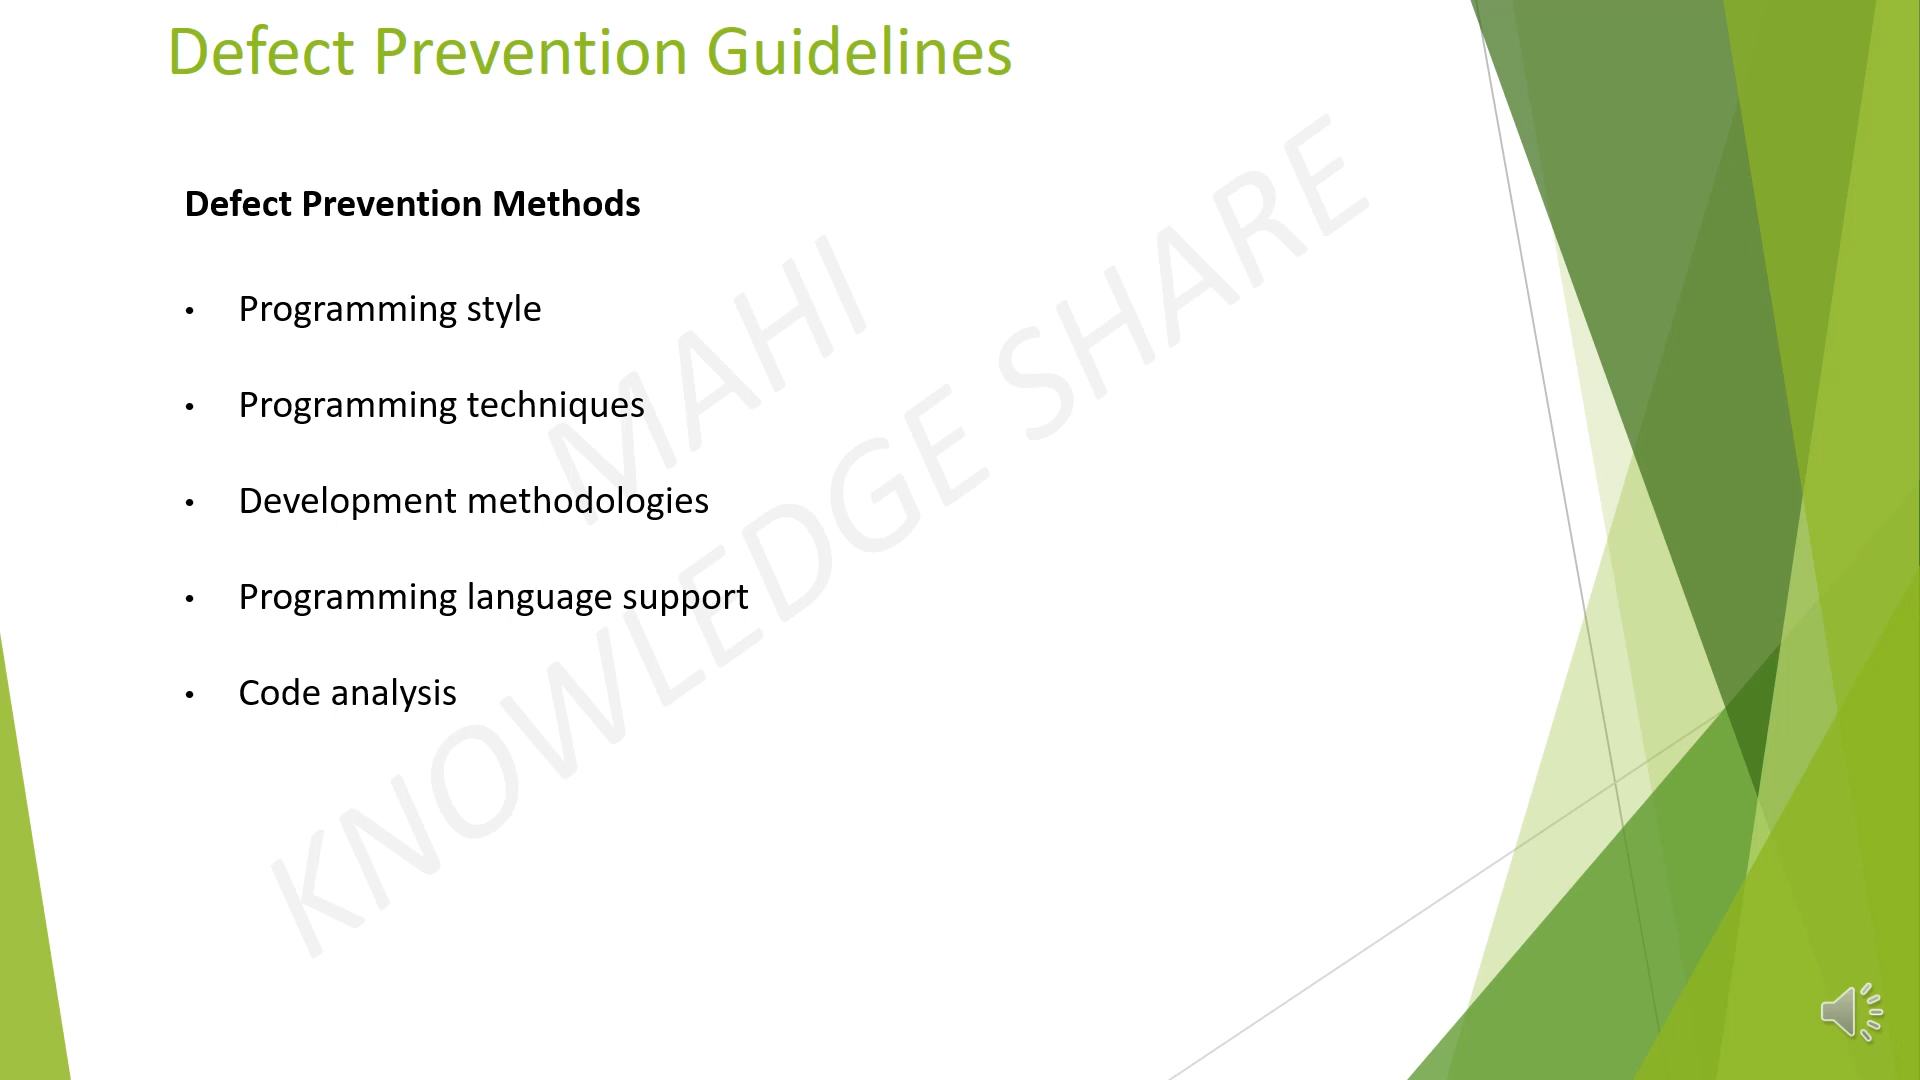 Defect Prevention Guidelines
Defect Prevention Methods
• Programming style
• Programming techniques
• Development methodologies
• Programming language support
• Code analysis
MAHI
KNOWLEDGE SHARE